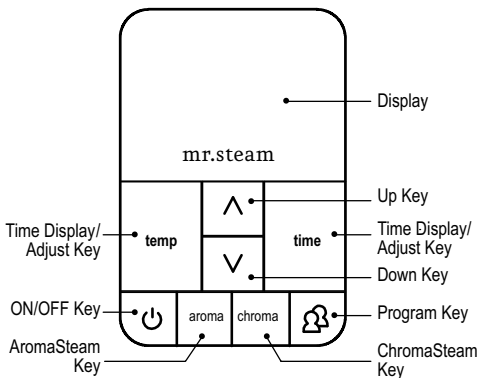 Display
mr.steam
Up Key
Time Display/
Adjust Key
temp
time
Time Display/
Adjust Key
Down Key
ON/OFF Key
aroma
chroma
Program Key
AromaSteam
Key
ChromaSteam
Key